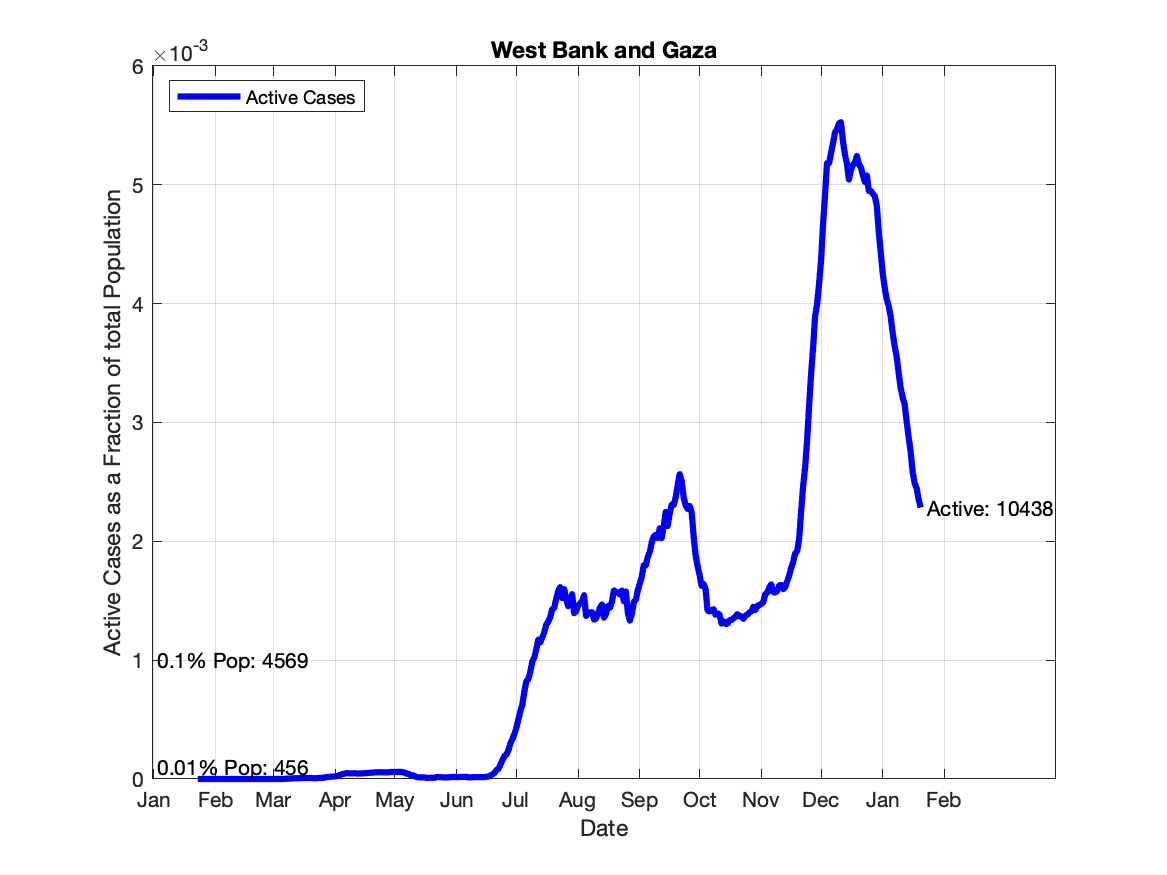 West Bank and Gaza
×10-3
Active Cases
6
5
4
3
2
1
0
0.1% Pop: 4569
0.01% Pop: 456
Active: 10438
Active Cases as a Fraction of total Population
Jan Feb Mar Apr May Jun Jul Aug Sep Oct Nov Dec Jan Feb
Date